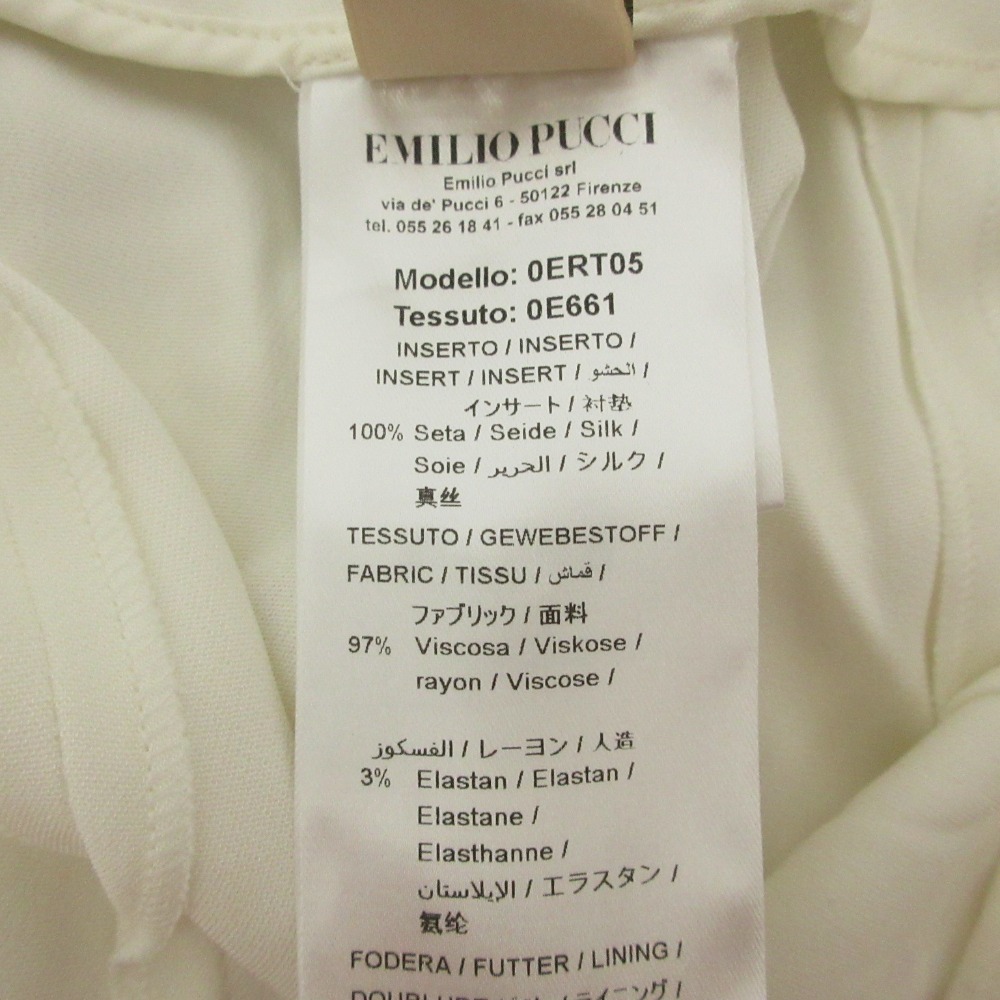 EMILIO PUCCI
Emilio Pucci srl
via de' Pucci 6 - 50122 Firenze
tel. 055 26 18 41 - fax 055 28 04 51
Modello: 0ERT05
Tessuto: 0E661
INSERTO / INSERTO /
INSERT / INSERT / الحشو /
インサート / 衬垫
100% Seta / Seide / Silk /
Soie / الحرير / シルク /
真丝
TESSUTO / GEWEBESTOFF /
FABRIC / TISSU / قماش /
ファブリック / 面料
97% Viscosa / Viskose /
rayon / Viscose /
الفسكوز / レーヨン / 人造
3% Elastan / Elastan /
Elastane /
Elasthanne /
الإيلاستان / エラスタン /
氨纶
FODERA / FUTTER / LINING /